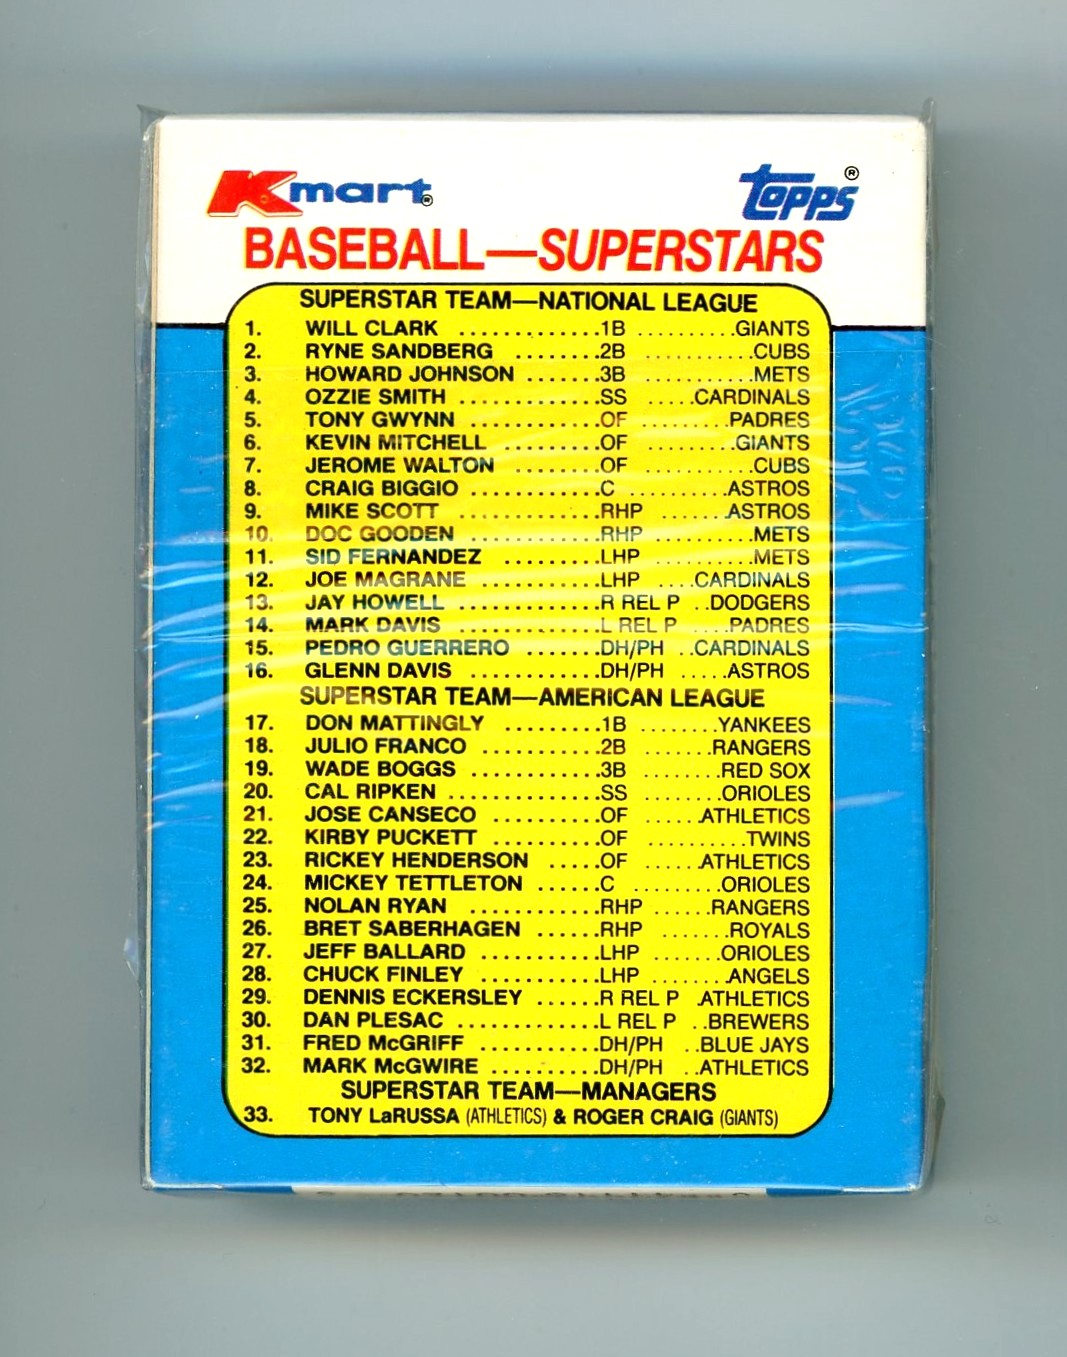 Kmart®
topps®
BASEBALL—SUPERSTARS
SUPERSTAR TEAM—NATIONAL LEAGUE
1. WILL CLARK .............1B ..........GIANTS
2. RYNE SANDBERG ........2B ...........CUBS
3. HOWARD JOHNSON .......3B ...........METS
4. OZZIE SMITH .............SS .....CARDINALS
5. TONY GWYNN .............OF .........PADRES
6. KEVIN MITCHELL ..........OF .........GIANTS
7. JEROME WALTON ........OF ...........CUBS
8. CRAIG BIGGIO ............C ..........ASTROS
9. MIKE SCOTT ..............RHP ........ASTROS
10. DOC GOODEN .............RHP ..........METS
11. SID FERNANDEZ .........LHP ..........METS
12. JOE MAGRANE ...........LHP ....CARDINALS
13. JAY HOWELL .............R REL P ..DODGERS
14. MARK DAVIS .............L REL P ....PADRES
15. PEDRO GUERRERO .......DH/PH ..CARDINALS
16. GLENN DAVIS ............DH/PH .....ASTROS
SUPERSTAR TEAM—AMERICAN LEAGUE
17. DON MATTINGLY .........1B ........YANKEES
18. JULIO FRANCO ...........2B .......RANGERS
19. WADE BOGGS ............3B ........RED SOX
20. CAL RIPKEN ..............SS ........ORIOLES
21. JOSE CANSECO ...........OF .....ATHLETICS
22. KIRBY PUCKETT ...........OF ..........TWINS
23. RICKEY HENDERSON .....OF .....ATHLETICS
24. MICKEY TETTLETON ......C .........ORIOLES
25. NOLAN RYAN ............RHP ......RANGERS
26. BRET SABERHAGEN ......RHP .......ROYALS
27. JEFF BALLARD ...........LHP .......ORIOLES
28. CHUCK FINLEY ...........LHP ........ANGELS
29. DENNIS ECKERSLEY ......R REL P .ATHLETICS
30. DAN PLESAC .............L REL P ..BREWERS
31. FRED McGRIFF ...........DH/PH ..BLUE JAYS
32. MARK McGWIRE ..........DH/PH ..ATHLETICS
SUPERSTAR TEAM—MANAGERS
33. TONY LaRUSSA (ATHLETICS) & ROGER CRAIG (GIANTS)